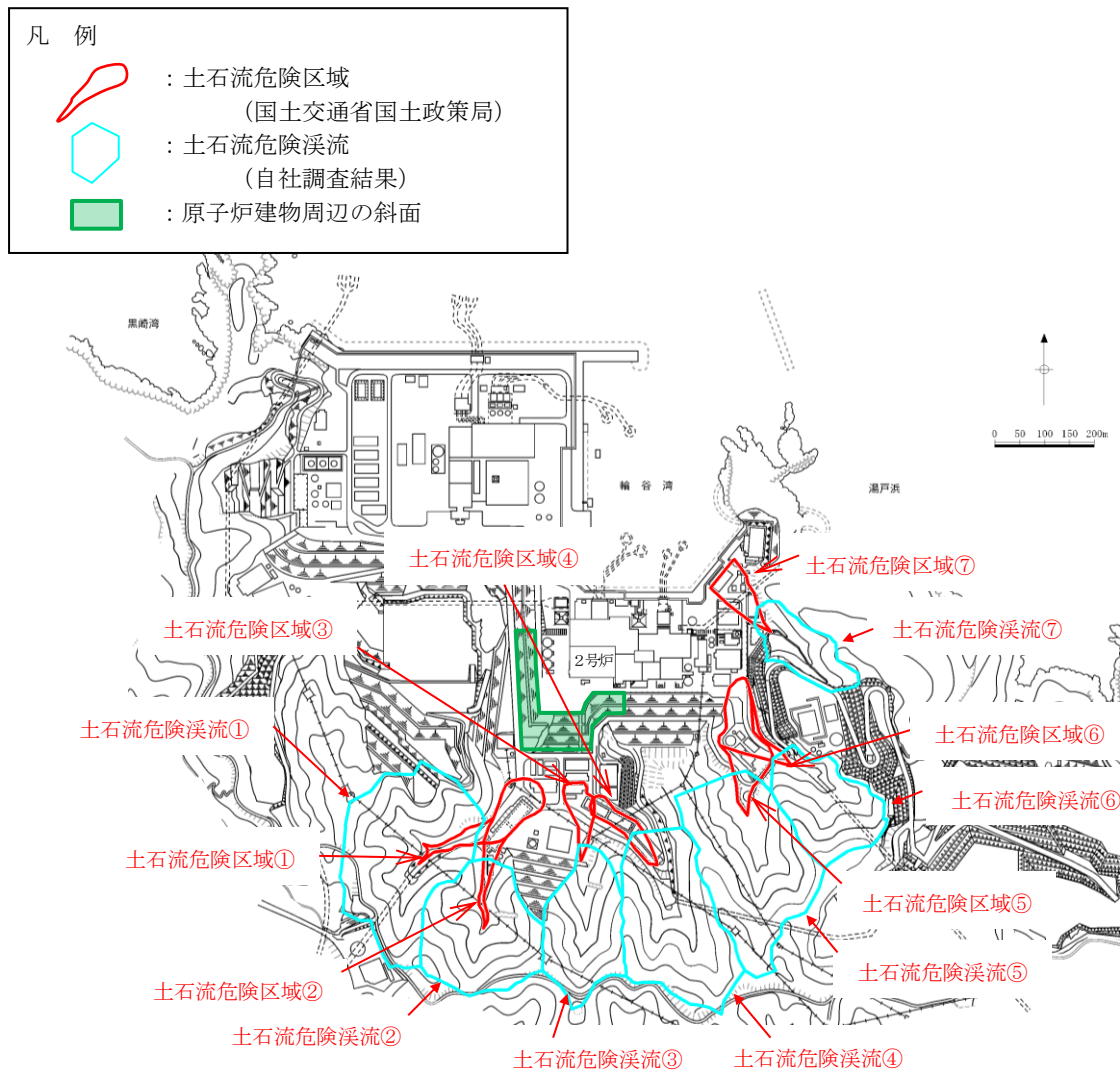 凡 例
：土石流危険区域
（国土交通省国土政策局）
：土石流危険渓流
（自社調査結果）
：原子炉建物周辺の斜面
黒崎湾
0 50 100 150 200m
輪谷湾
湯戸浜
土石流危険区域④
土石流危険区域⑦
土石流危険区域③
土石流危険渓流⑦
2号炉
土石流危険渓流①
土石流危険区域⑥
土石流危険渓流⑥
土石流危険区域①
土石流危険区域⑤
土石流危険渓流⑤
土石流危険区域②
土石流危険渓流②
土石流危険渓流③
土石流危険渓流④